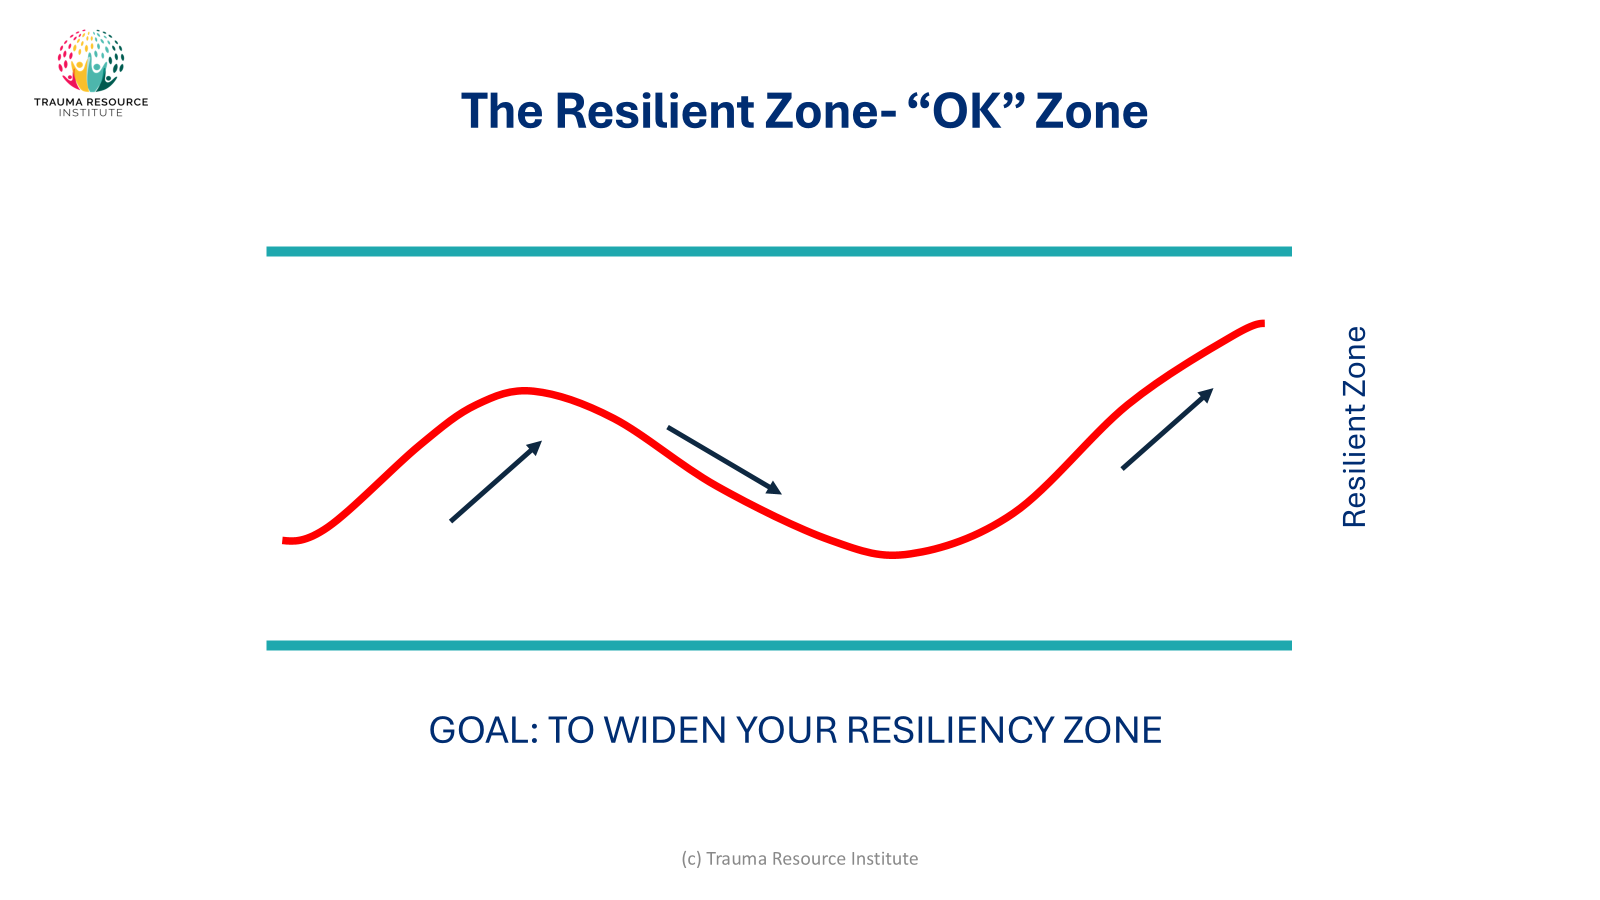 TRAUMA RESOURCE
INSTITUTE
The Resilient Zone- “OK” Zone
Resilient Zone
GOAL: TO WIDEN YOUR RESILIENCY ZONE
(c) Trauma Resource Institute